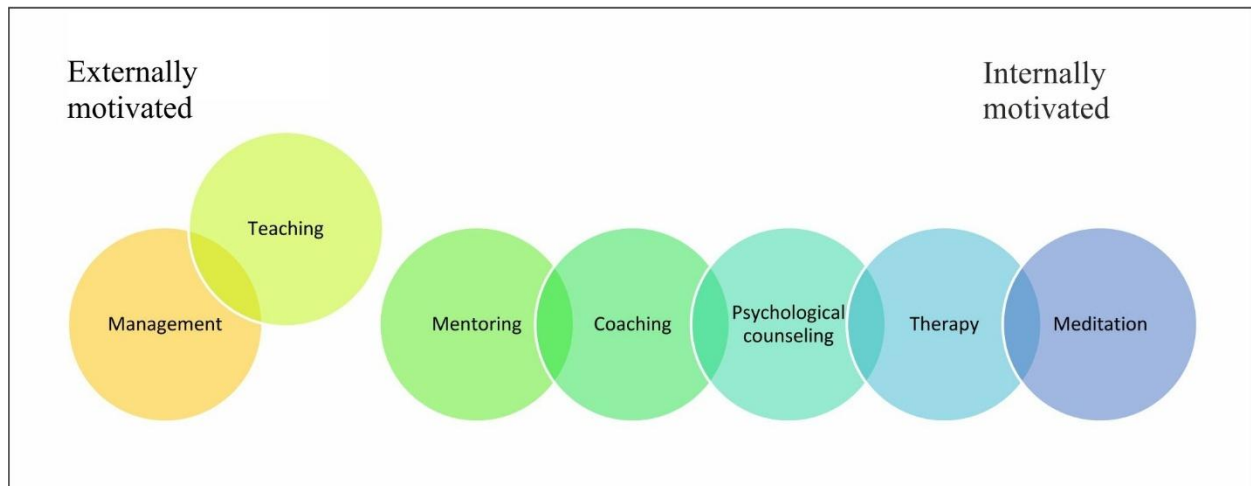 Externally
motivated
Internally
motivated
Teaching
Management
Mentoring
Coaching
Psychological
counseling
Therapy
Meditation